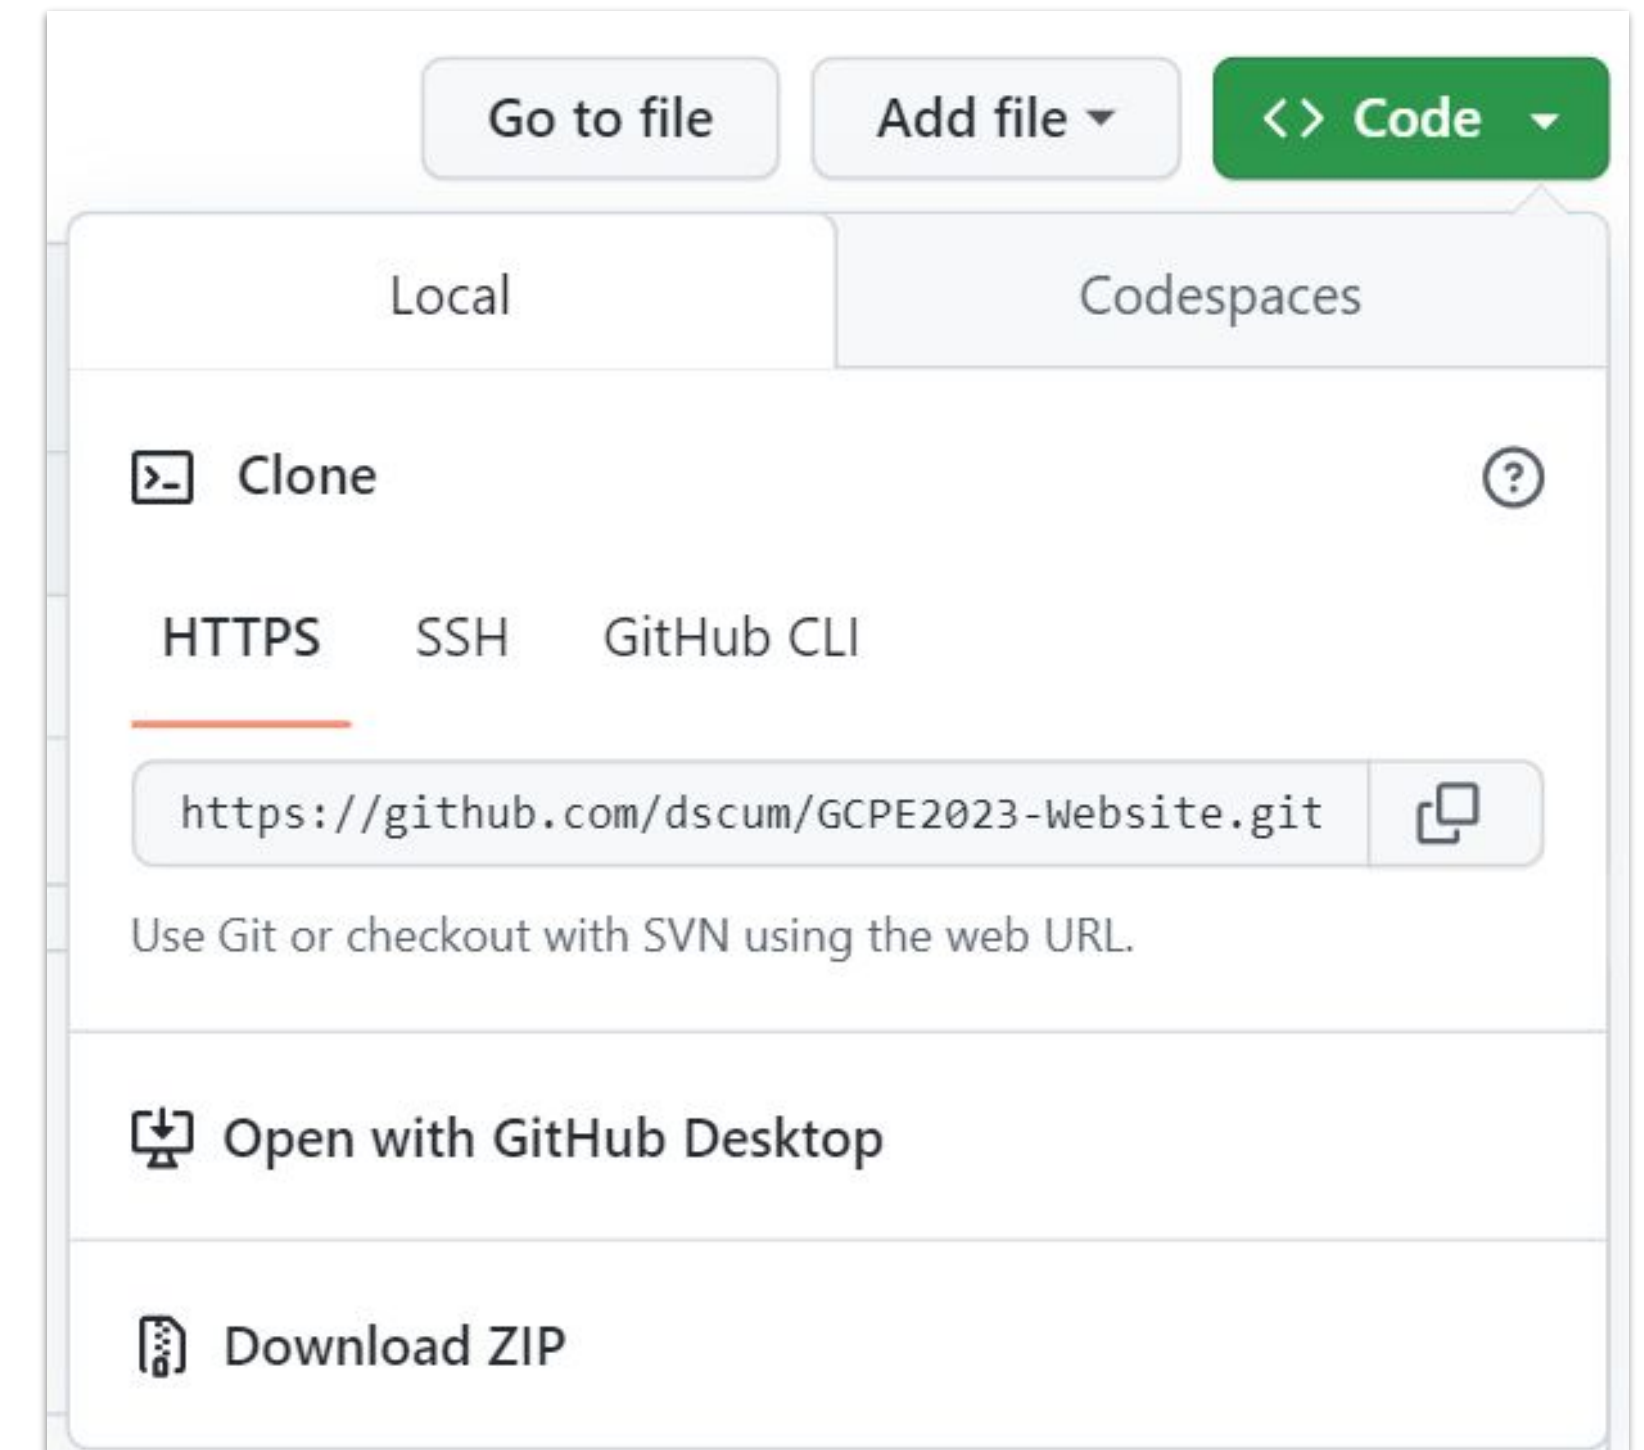 Go to file Add file <> Code
Local Codespaces
Clone
HTTPS SSH GitHub CLI
https://github.com/dscum/GCPE2023-Website.git
Use Git or checkout with SVN using the web URL.
Open with GitHub Desktop
Download ZIP